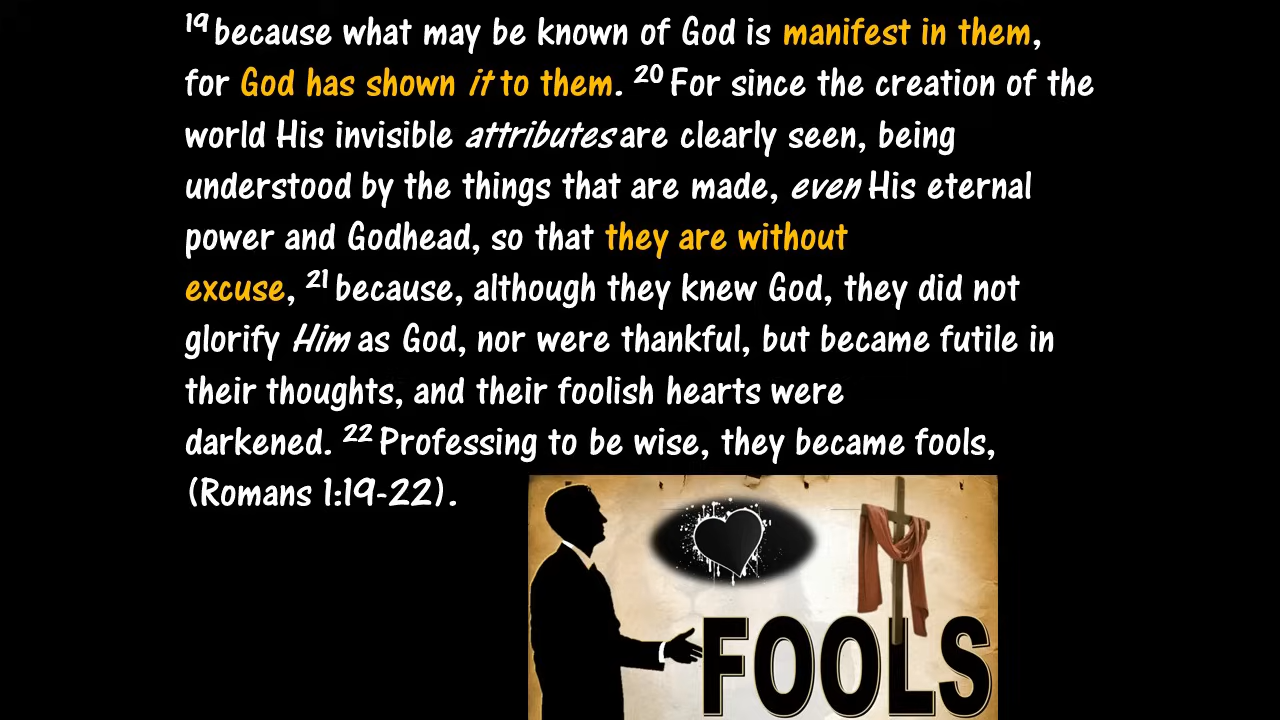 19 because what may be known of God is manifest in them,
for God has shown it to them. 20 For since the creation of the
world His invisible attributes are clearly seen, being
understood by the things that are made, even His eternal
power and Godhead, so that they are without
excuse, 21 because, although they knew God, they did not
glorify Him as God, nor were thankful, but became futile in
their thoughts, and their foolish hearts were
darkened. 22 Professing to be wise, they became fools,
(Romans 1:19-22).
FOOLS